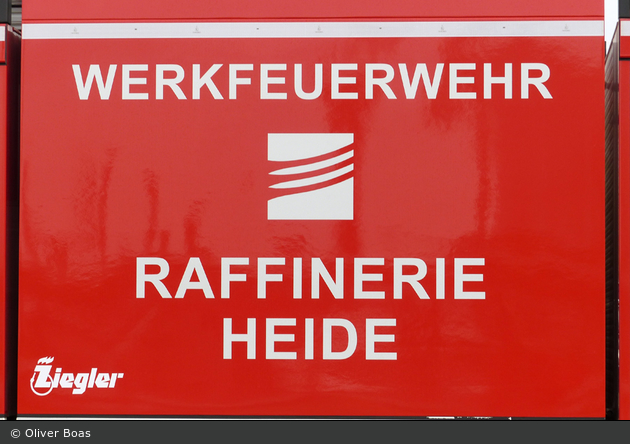 WERKFEUERWEHR
RAFFINERIE
HEIDE
Ziegler
© Oliver Boas